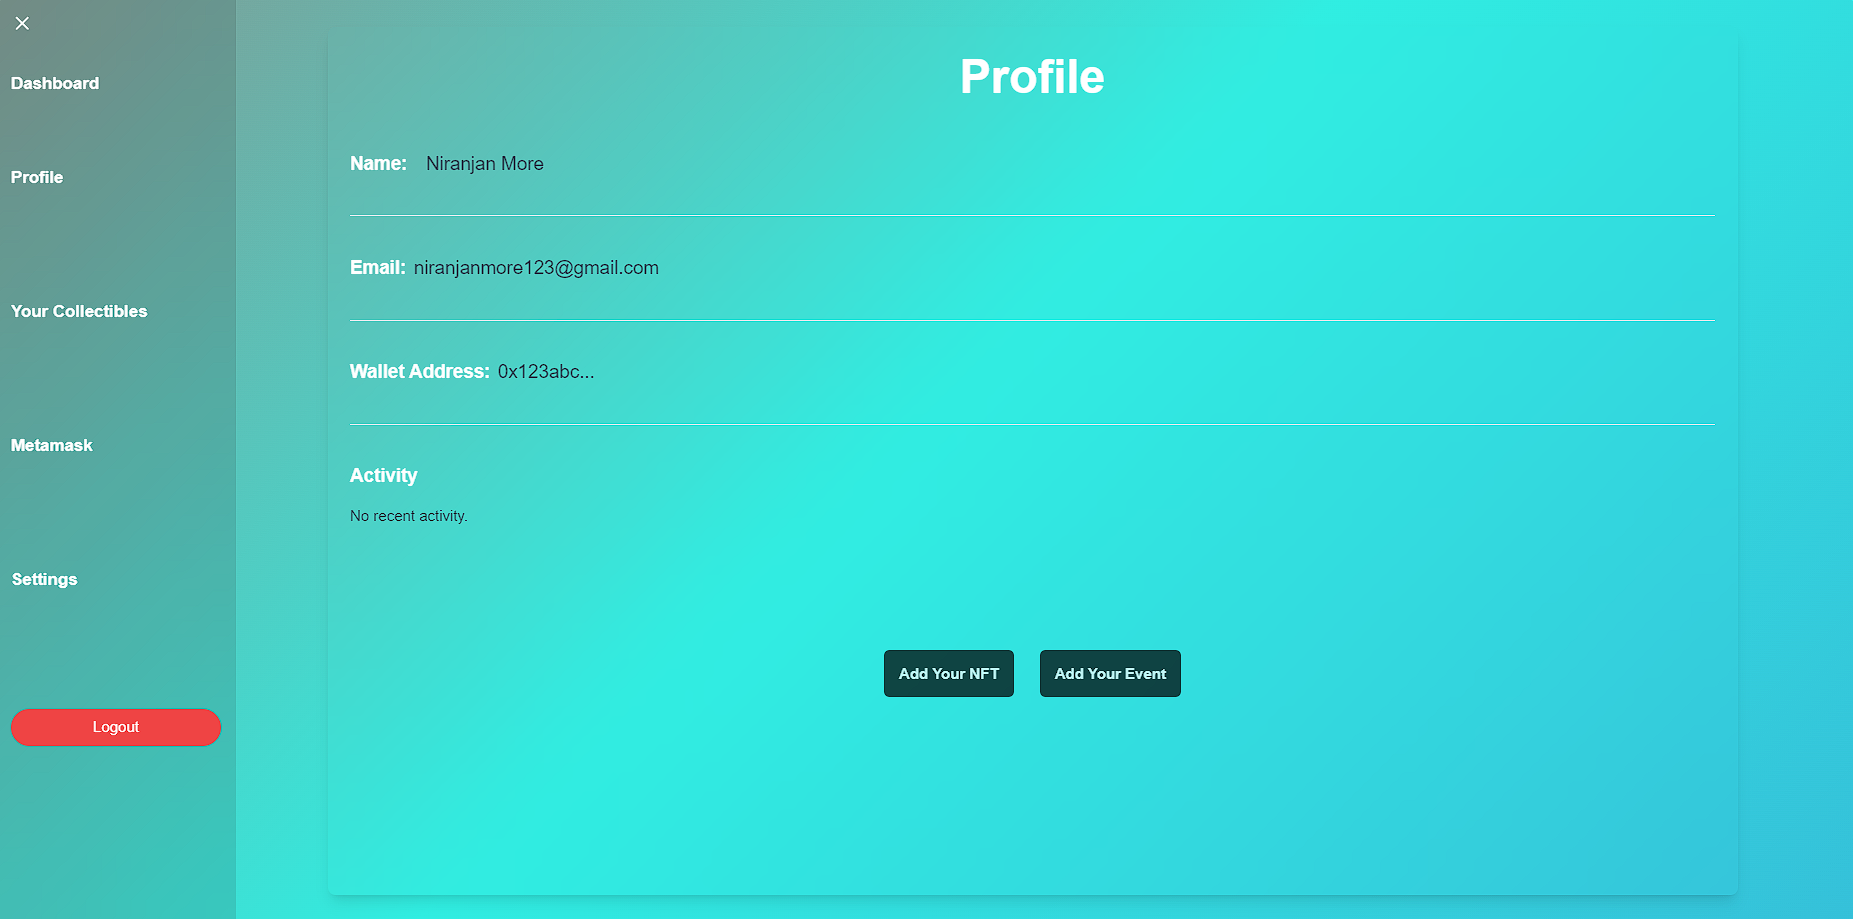 Dashboard
Profile
Your Collectibles
Metamask
Settings
Logout
Profile
Name: Niranjan More
Email: niranjanmore123@gmail.com
Wallet Address: 0x123abc...
Activity
No recent activity.
Add Your NFT
Add Your Event